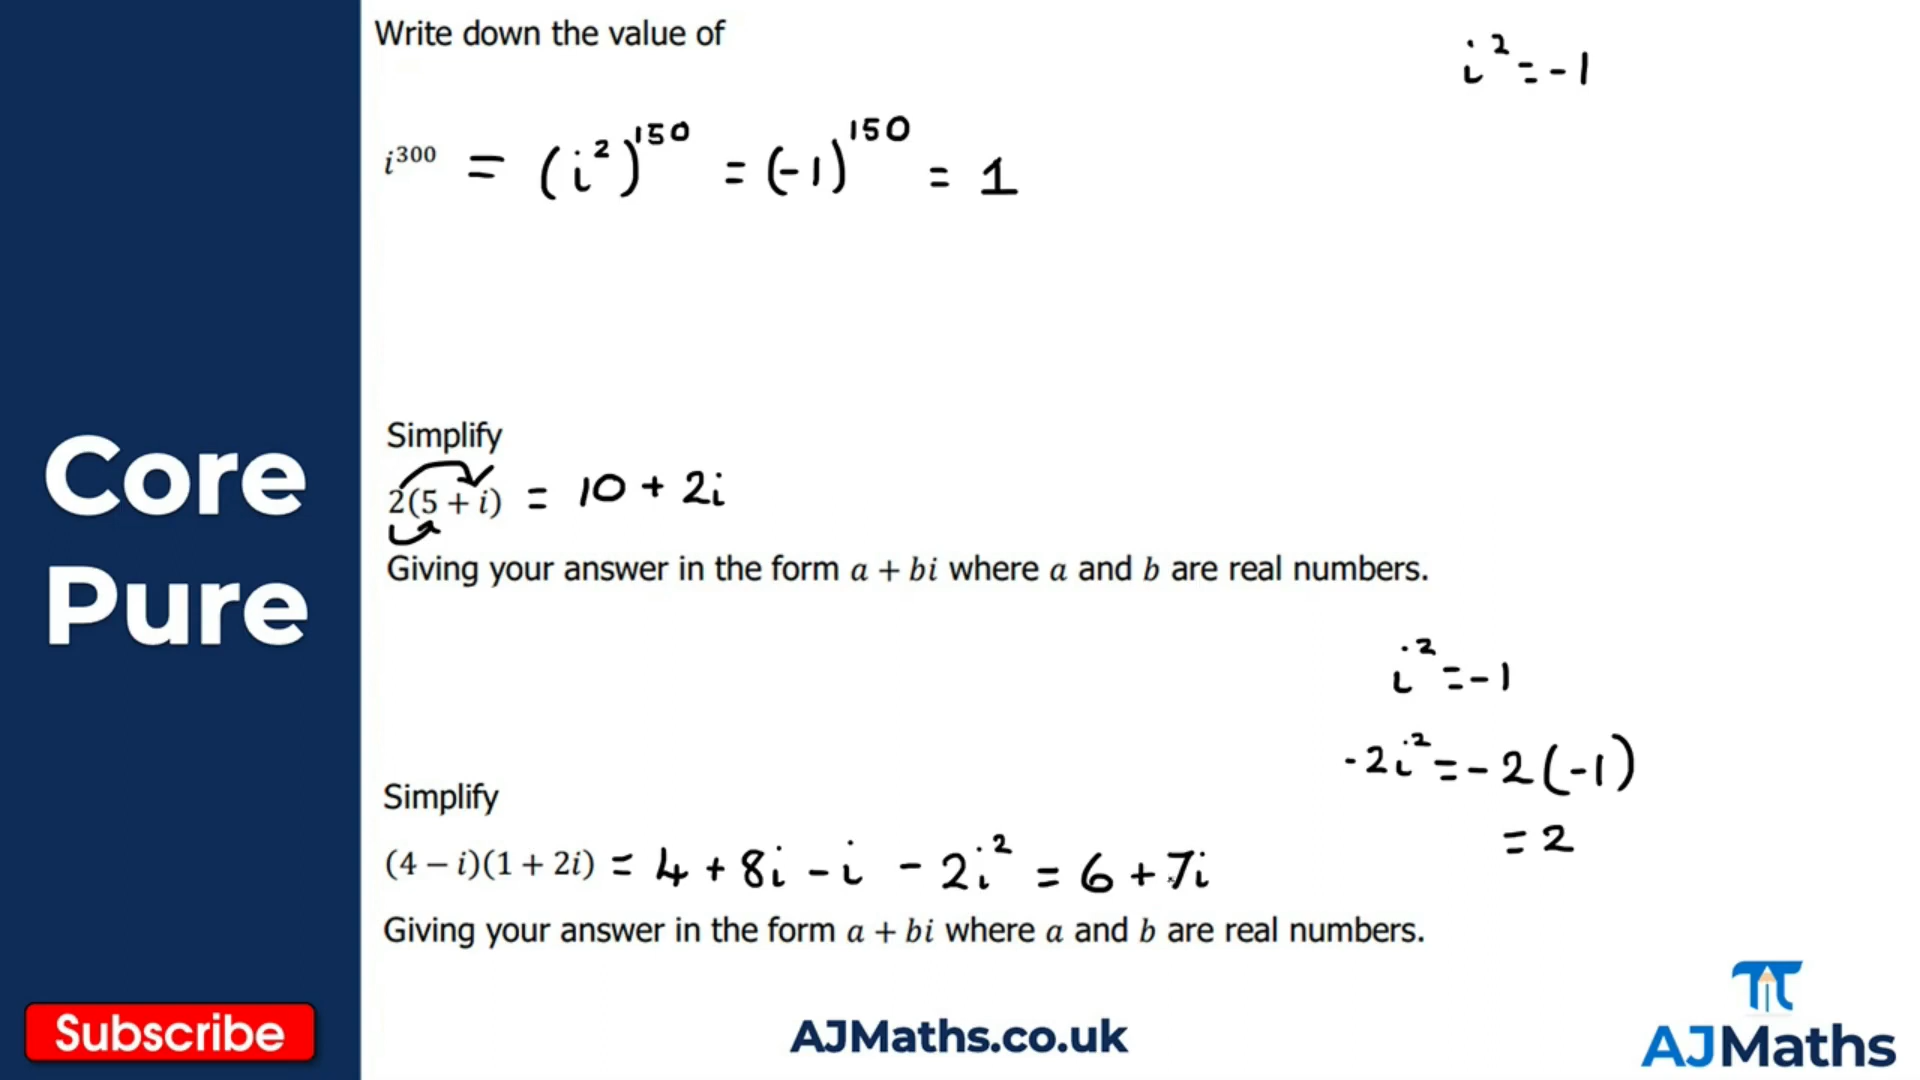 Write down the value of
i² = -1
i³⁰⁰ = (i²)¹⁵⁰ = (-1)¹⁵⁰ = 1
Core
Pure
Simplify
2(5 + i) = 10 + 2i
Giving your answer in the form a + bi where a and b are real numbers.
i² = -1
-2i² = -2(-1)
= 2
Simplify
(4 − i)(1 + 2i) = 4 + 8i - i - 2i² = 6 + 7i
Giving your answer in the form a + bi where a and b are real numbers.
Subscribe
AJMaths.co.uk
AJMaths